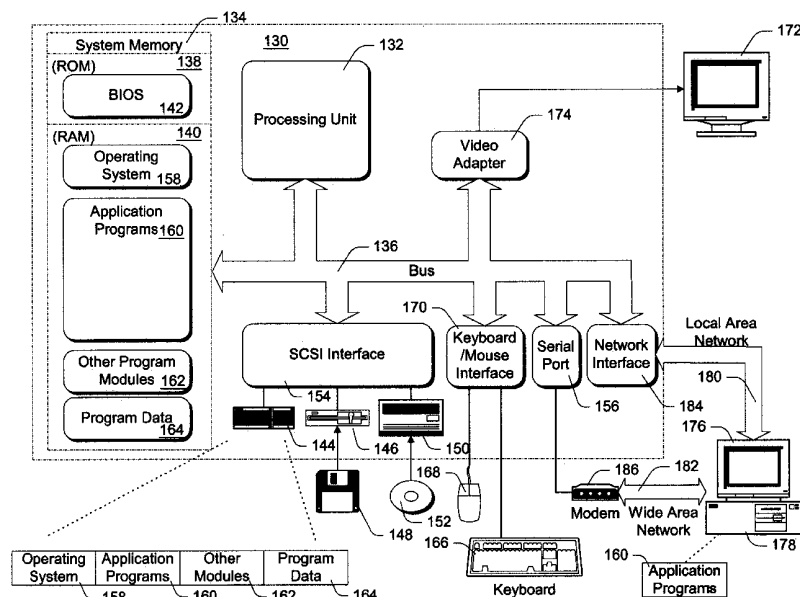 134
System Memory
138
(ROM)
BIOS
142
140
(RAM)
Operating
System
158
Application
Programs 160
Other Program
Modules 162
Program Data
164
130
132
Processing Unit
174
Video
Adapter
172
136
Bus
SCSI Interface
154
170
Keyboard
/Mouse
Interface
Serial
Port
156
Network
Interface
184
Local Area
Network
180
176
144
146
150
148
152
168
186
182
Modem
Wide Area
Network
178
166
Keyboard
160
Application
Programs
Operating
System
Application
Programs
Other
Modules
Program
Data
158
160
162
164